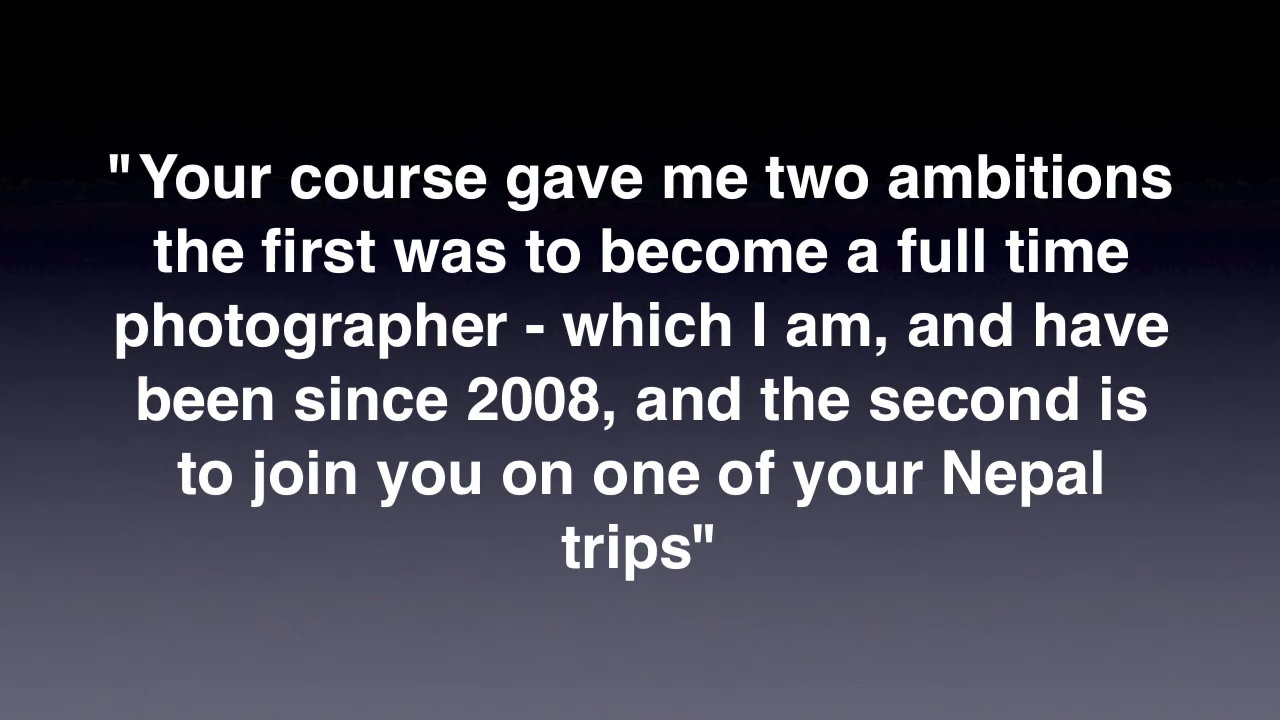 "Your course gave me two ambitions
the first was to become a full time
photographer - which I am, and have
been since 2008, and the second is
to join you on one of your Nepal
trips"